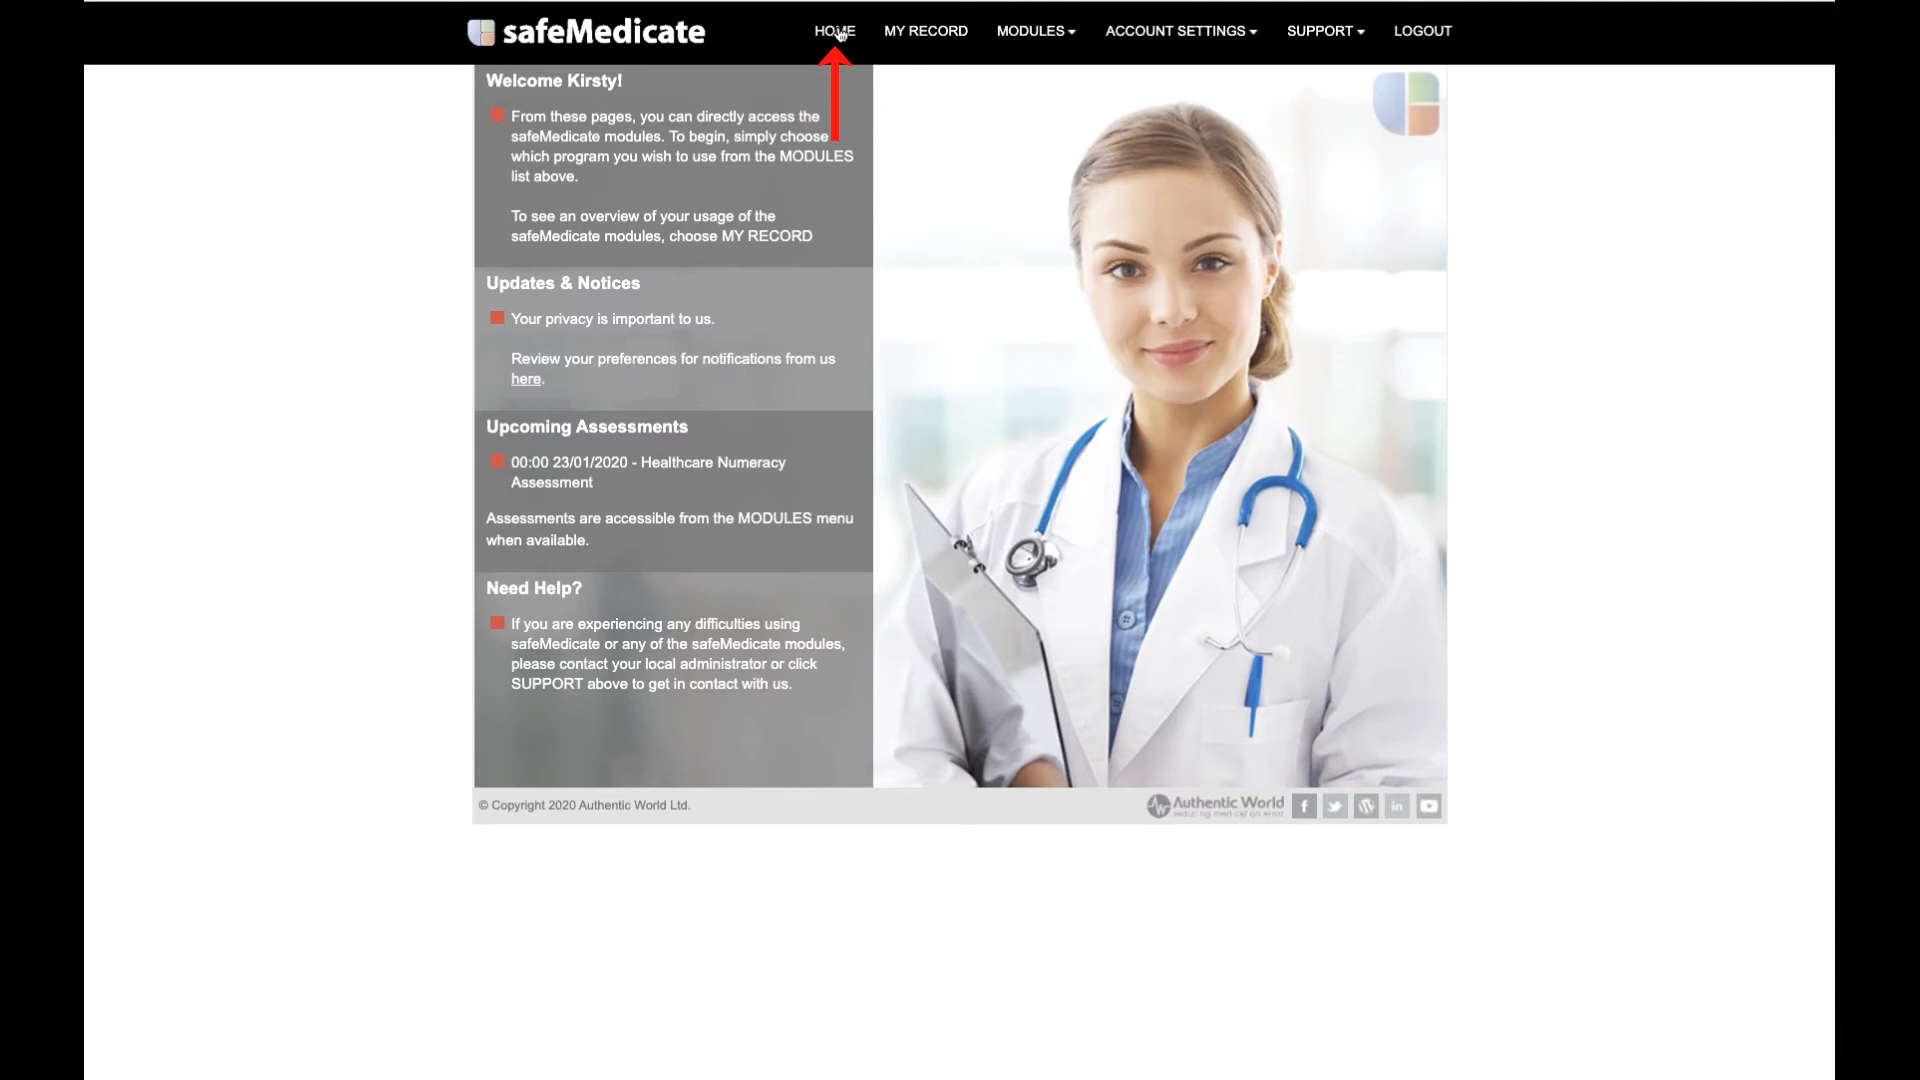 safeMedicate
HOME MY RECORD MODULES ACCOUNT SETTINGS SUPPORT LOGOUT
Welcome Kirsty!
From these pages, you can directly access the
safeMedicate modules. To begin, simply choose
which program you wish to use from the MODULES
list above.
To see an overview of your usage of the
safeMedicate modules, choose MY RECORD
Updates & Notices
Your privacy is important to us.
Review your preferences for notifications from us
here.
Upcoming Assessments
00:00 23/01/2020 - Healthcare Numeracy
Assessment
Assessments are accessible from the MODULES menu
when available.
Need Help?
If you are experiencing any difficulties using
safeMedicate or any of the safeMedicate modules,
please contact your local administrator or click
SUPPORT above to get in contact with us.
© Copyright 2020 Authentic World Ltd.
Authentic World
reducing medication error